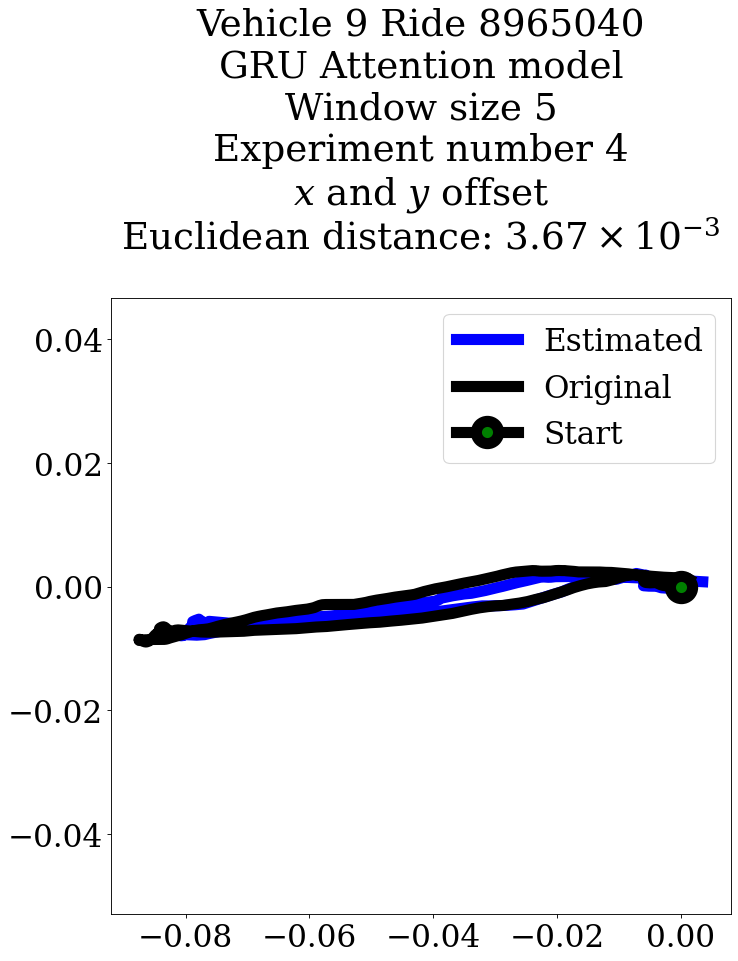 Vehicle 9 Ride 8965040
GRU Attention model
Window size 5
Experiment number 4
x and y offset
Euclidean distance: 3.67 × 10⁻³
Estimated
Original
Start
0.04
0.02
0.00
−0.02
−0.04
−0.08 −0.06 −0.04 −0.02 0.00